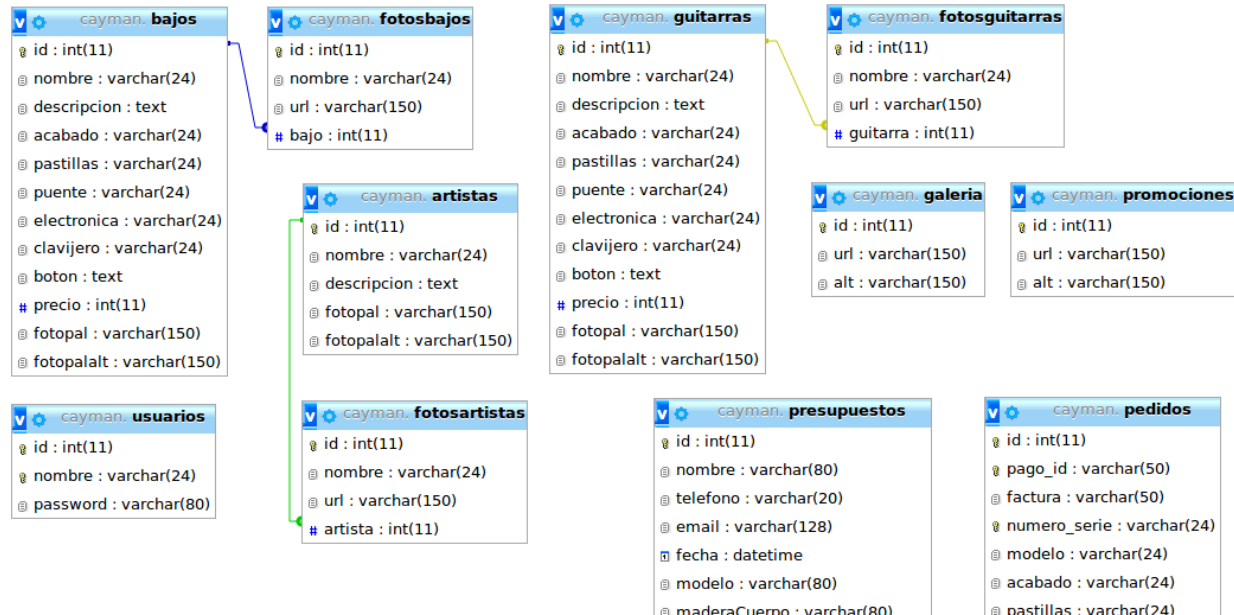 cayman. bajos
id : int(11)
nombre : varchar(24)
descripcion : text
acabado : varchar(24)
pastillas : varchar(24)
puente : varchar(24)
electronica : varchar(24)
clavijero : varchar(24)
boton : text
# precio : int(11)
fotopal : varchar(150)
fotopalalt : varchar(150)
cayman. fotosbajos
id : int(11)
nombre : varchar(24)
url : varchar(150)
# bajo : int(11)
cayman. guitarras
id : int(11)
nombre : varchar(24)
descripcion : text
acabado : varchar(24)
pastillas : varchar(24)
puente : varchar(24)
electronica : varchar(24)
clavijero : varchar(24)
boton : text
# precio : int(11)
fotopal : varchar(150)
fotopalalt : varchar(150)
cayman. fotosguitarras
id : int(11)
nombre : varchar(24)
url : varchar(150)
# guitarra : int(11)
cayman. artistas
id : int(11)
nombre : varchar(24)
descripcion : text
fotopal : varchar(150)
fotopalalt : varchar(150)
cayman. galeria
id : int(11)
url : varchar(150)
alt : varchar(150)
cayman. promociones
id : int(11)
url : varchar(150)
alt : varchar(150)
cayman. usuarios
id : int(11)
nombre : varchar(24)
password : varchar(80)
cayman. fotosartistas
id : int(11)
nombre : varchar(24)
url : varchar(150)
# artista : int(11)
cayman. presupuestos
id : int(11)
nombre : varchar(80)
telefono : varchar(20)
email : varchar(128)
fecha : datetime
modelo : varchar(80)
maderaCuerpo : varchar(80)
cayman. pedidos
id : int(11)
pago_id : varchar(50)
factura : varchar(50)
numero_serie : varchar(24)
modelo : varchar(24)
acabado : varchar(24)
pastillas : varchar(24)